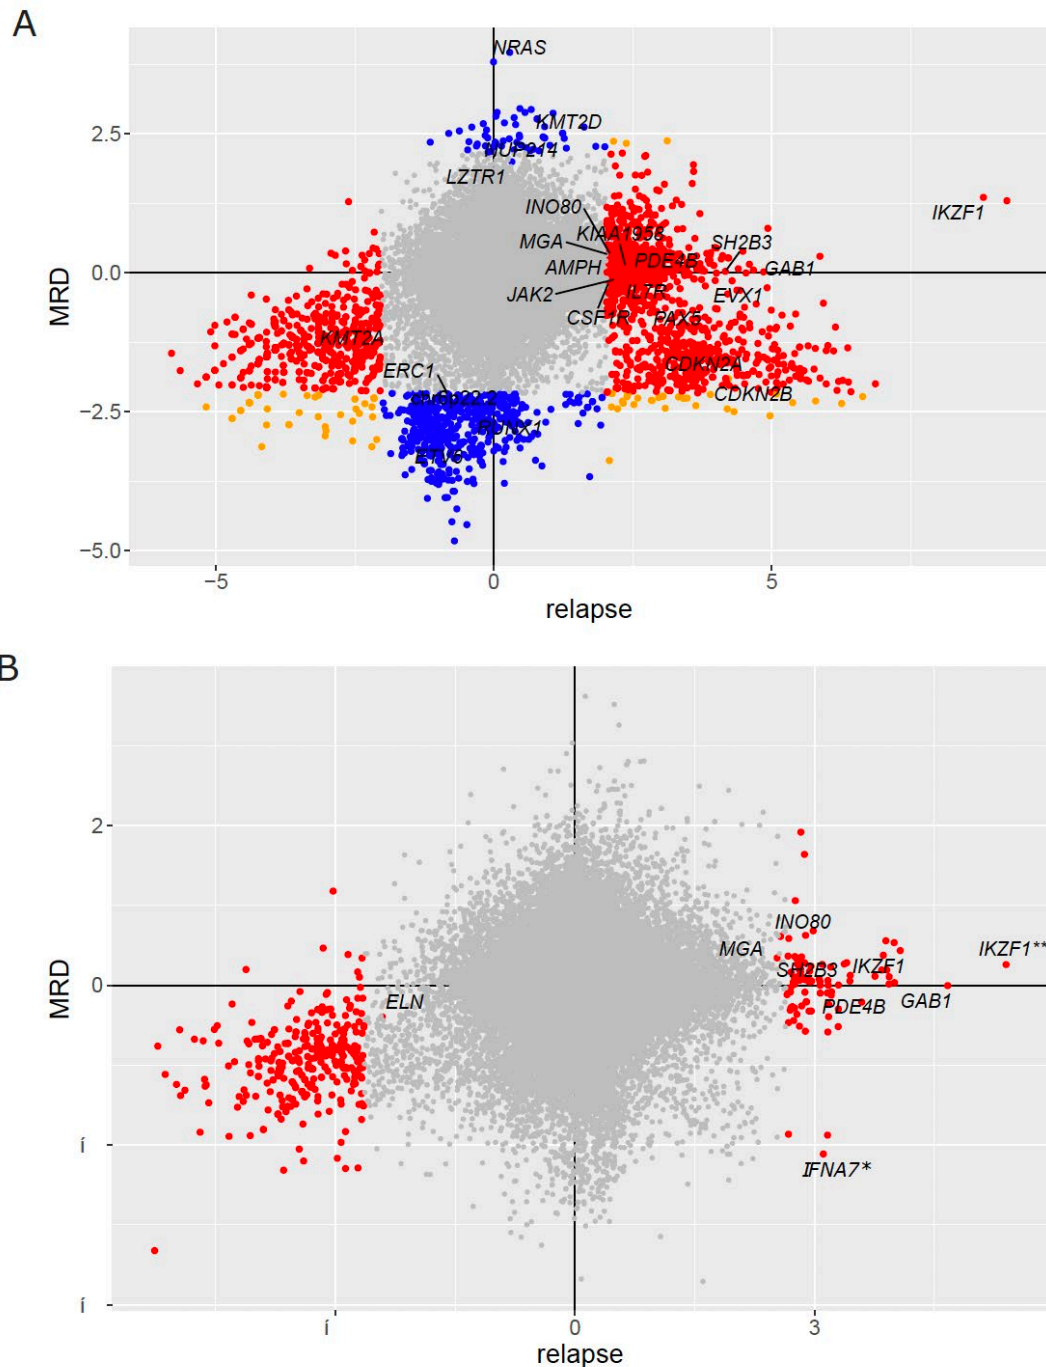 A
NRAS
KMT2D
2.5
NUP214
LZTR1
INO80
IKZF1
KIAA1958
MGA
SH2B3
PDE4B
AMPH
GAB1
0.0
MRD
JAK2
IL7R
EVX1
CSF1R
PAX5
KMT2A
CDKN2A
ERC1
CDKN2B
−2.5
RUNX1
ETV6
−5.0
−5
0
5
relapse
B
2
INO80
MGA
IKZF1**
SH2B3
IKZF1
0
MRD
ELN
PDE4B
GAB1
í
IFNA7*
í
í
0
3
relapse